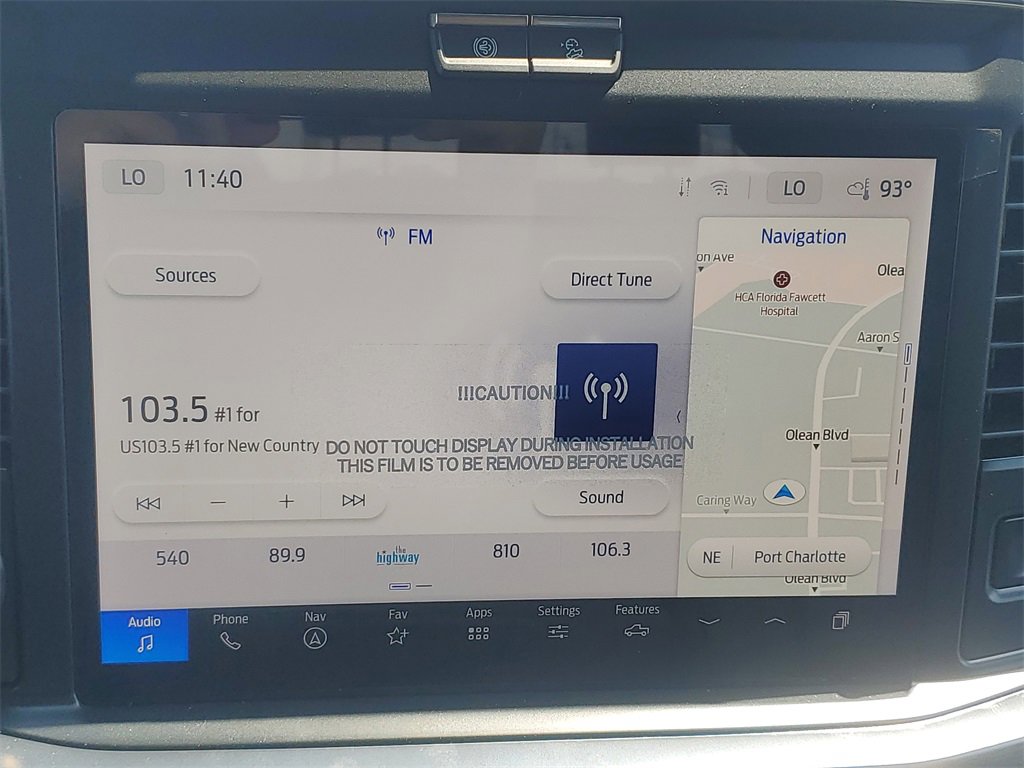 LO 11:40 LO 93°
FM
Navigation
Sources
Direct Tune
on Ave
Olea
HCA Florida Fawcett
Hospital
Aaron S
!!!CAUTION!!!
103.5 #1 for
US103.5 #1 for New Country
DO NOT TOUCH DISPLAY DURING INSTALLATION
THIS FILM IS TO BE REMOVED BEFORE USAGE
Olean Blvd
Sound
Caring Way
540 89.9 the highway 810 106.3
NE Port Charlotte
Olean Blvd
Audio Phone Nav Fav Apps Settings Features